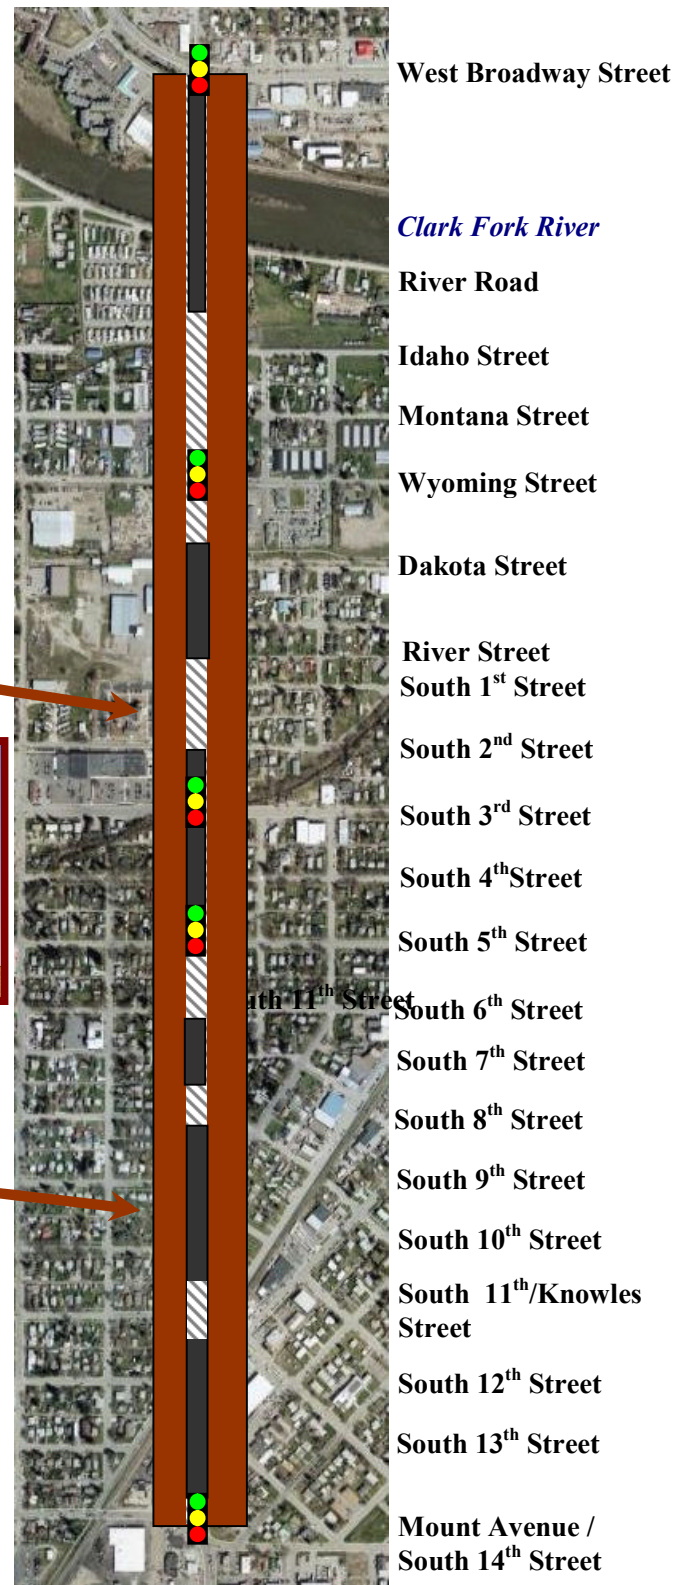 West Broadway Street
Clark Fork River
River Road
Idaho Street
Montana Street
Wyoming Street
Dakota Street
River Street
South 1st Street
South 2nd Street
South 3rd Street
South 4thStreet
South 5th Street
uth 11th Street
South 6th Street
South 7th Street
South 8th Street
South 9th Street
South 10th Street
South 11th/Knowles
Street
South 12th Street
South 13th Street
Mount Avenue /
South 14th Street